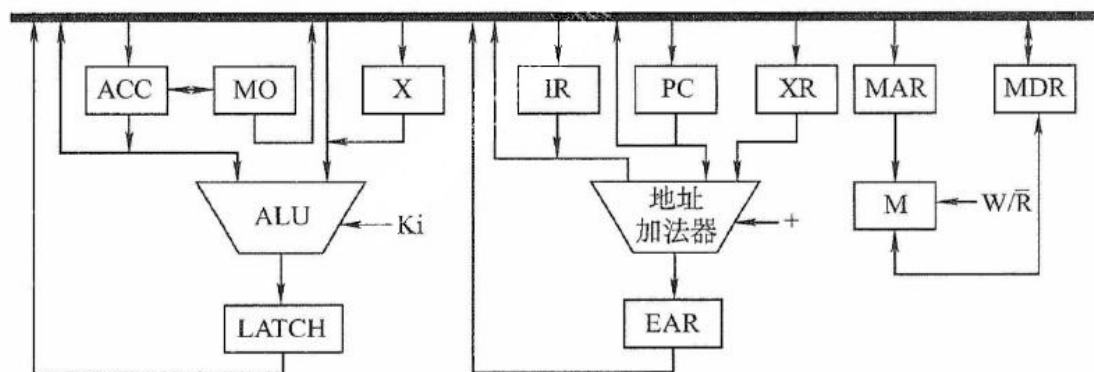 ACC
MO
X
IR
PC
XR
MAR
MDR
ALU
Ki
地址
加法器
+
M
W/R̅
LATCH
EAR